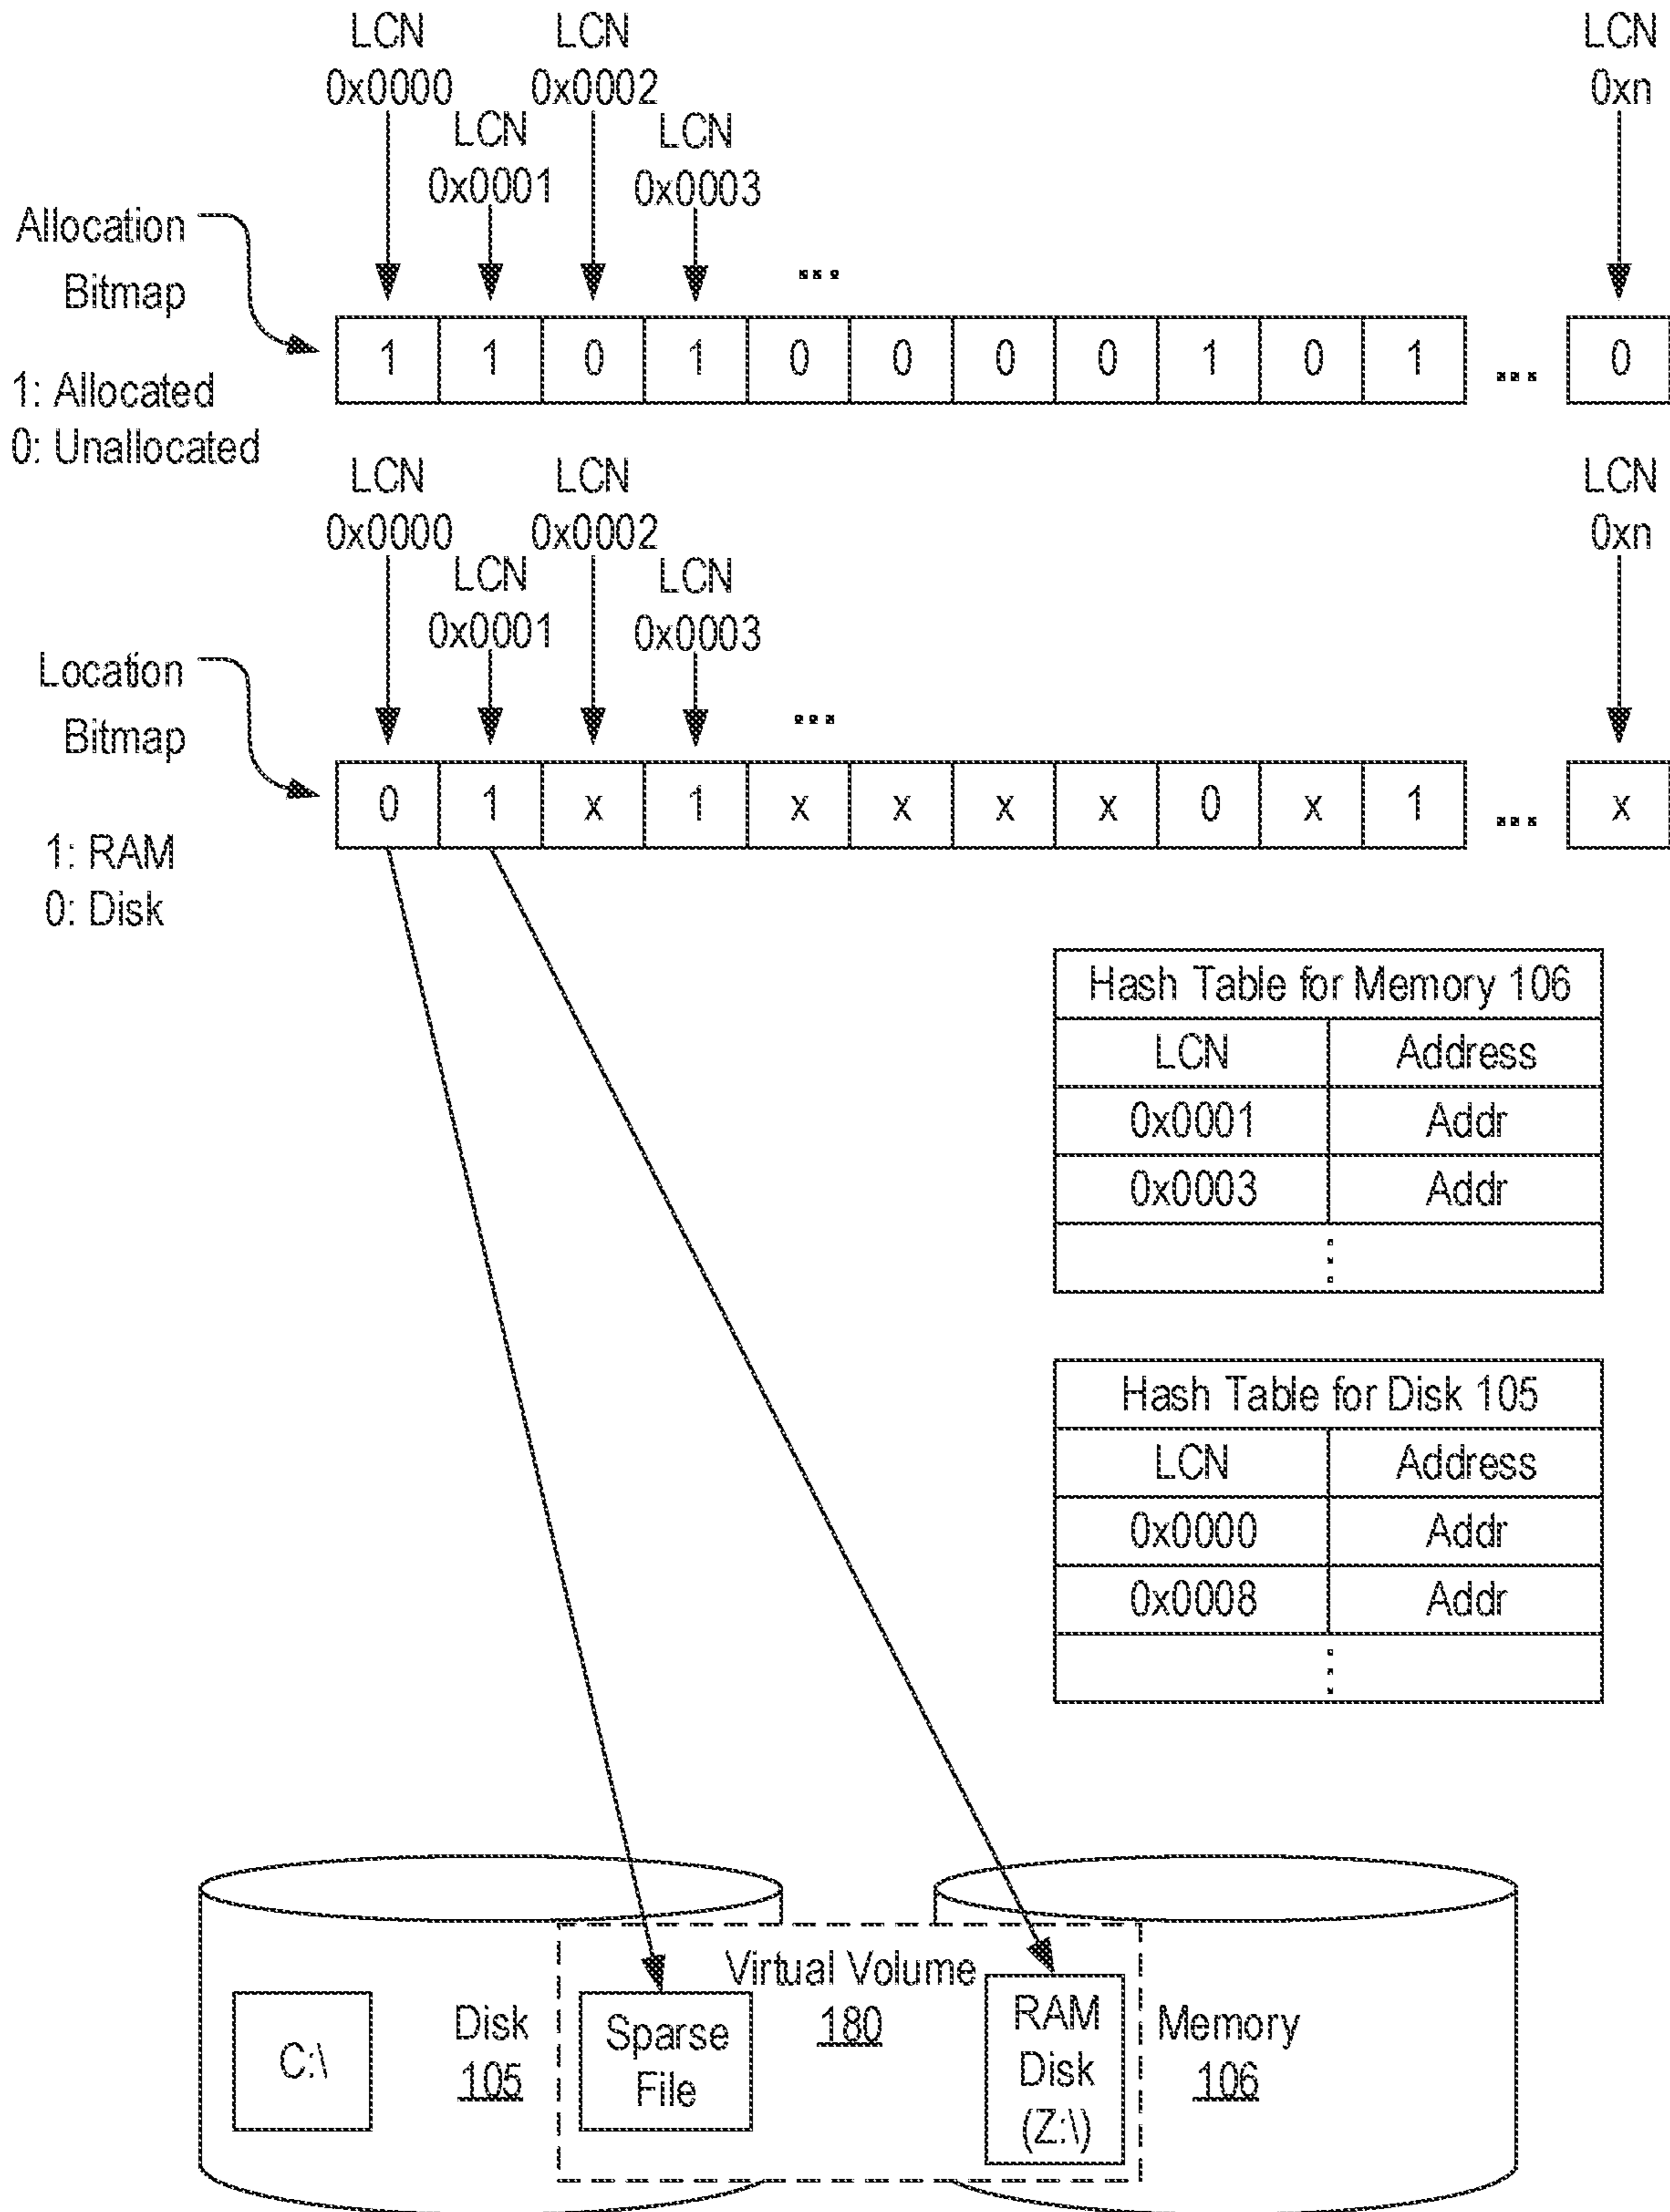 LCN
0x0000
LCN
0x0002
LCN
0xn
LCN
0x0001
LCN
0x0003
Allocation
Bitmap
...
1 1 0 1 0 0 0 0 1 0 1 ... 0
1: Allocated
0: Unallocated
LCN
0x0000
LCN
0x0002
LCN
0xn
LCN
0x0001
LCN
0x0003
Location
Bitmap
...
0 1 x 1 x x x x 0 x 1 ... x
1: RAM
0: Disk
Hash Table for Memory 106
LCN Address
0x0001 Addr
0x0003 Addr
⋮
Hash Table for Disk 105
LCN Address
0x0000 Addr
0x0008 Addr
⋮
C:\
Disk
105
Sparse
File
Virtual Volume
180
RAM
Disk
(Z:\)
Memory
106